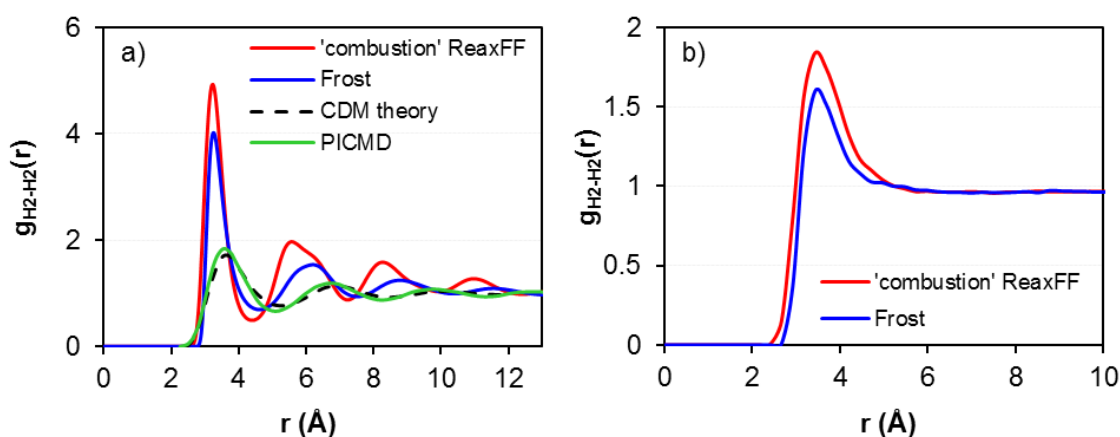 a)
'combustion' ReaxFF
Frost
CDM theory
PICMD
6
4
2
0
0 2 4 6 8 10 12
gH2-H2(r)
r (Å)
b)
'combustion' ReaxFF
Frost
2
1.5
1
0.5
0
0 2 4 6 8 10
gH2-H2(r)
r (Å)